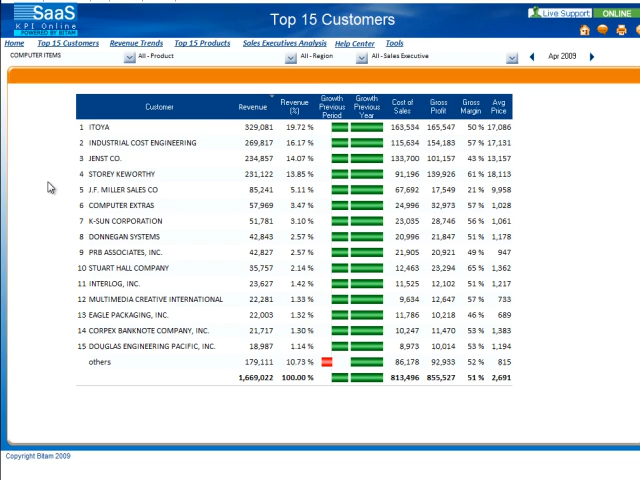 SaaS
KPI Online
POWERED BY BITAM
Top 15 Customers
Live Support ONLINE
Home Top 15 Customers Revenue Trends Top 15 Products Sales Executives Analysis Help Center Tools
COMPUTER ITEMS All - Product All - Region All - Sales Executive Apr 2009
Customer Revenue Revenue (%) Growth Previous Period Growth Previous Year Cost of Sales Gross Profit Gross Margin Avg Price
1 ITOYA 329,081 19.72 % 163,534 165,547 50 % 17,086
2 INDUSTRIAL COST ENGINEERING 269,817 16.17 % 115,634 154,183 57 % 17,131
3 JENST CO. 234,857 14.07 % 133,700 101,157 43 % 13,157
4 STOREY KEWORTHY 231,122 13.85 % 91,196 139,926 61 % 18,113
5 J.F. MILLER SALES CO 85,241 5.11 % 67,692 17,549 21 % 9,958
6 COMPUTER EXTRAS 57,969 3.47 % 24,996 32,973 57 % 1,028
7 K-SUN CORPORATION 51,781 3.10 % 23,035 28,746 56 % 1,061
8 DONNEGAN SYSTEMS 42,843 2.57 % 20,996 21,847 51 % 1,178
9 PRB ASSOCIATES, INC. 42,827 2.57 % 21,905 20,921 49 % 947
10 STUART HALL COMPANY 35,757 2.14 % 12,463 23,294 65 % 1,362
11 INTERLOG, INC. 23,627 1.42 % 11,525 12,102 51 % 1,217
12 MULTIMEDIA CREATIVE INTERNATIONAL 22,281 1.33 % 9,634 12,647 57 % 733
13 EAGLE PACKAGING, INC. 22,003 1.32 % 11,786 10,218 46 % 689
14 CORPEX BANKNOTE COMPANY, INC. 21,717 1.30 % 10,247 11,470 53 % 1,383
15 DOUGLAS ENGINEERING PACIFIC, INC. 18,987 1.14 % 8,973 10,014 53 % 1,194
others 179,111 10.73 % 86,178 92,933 52 % 815
1,669,022 100.00 % 813,496 855,527 51 % 2,691
Copyright Bitam 2009